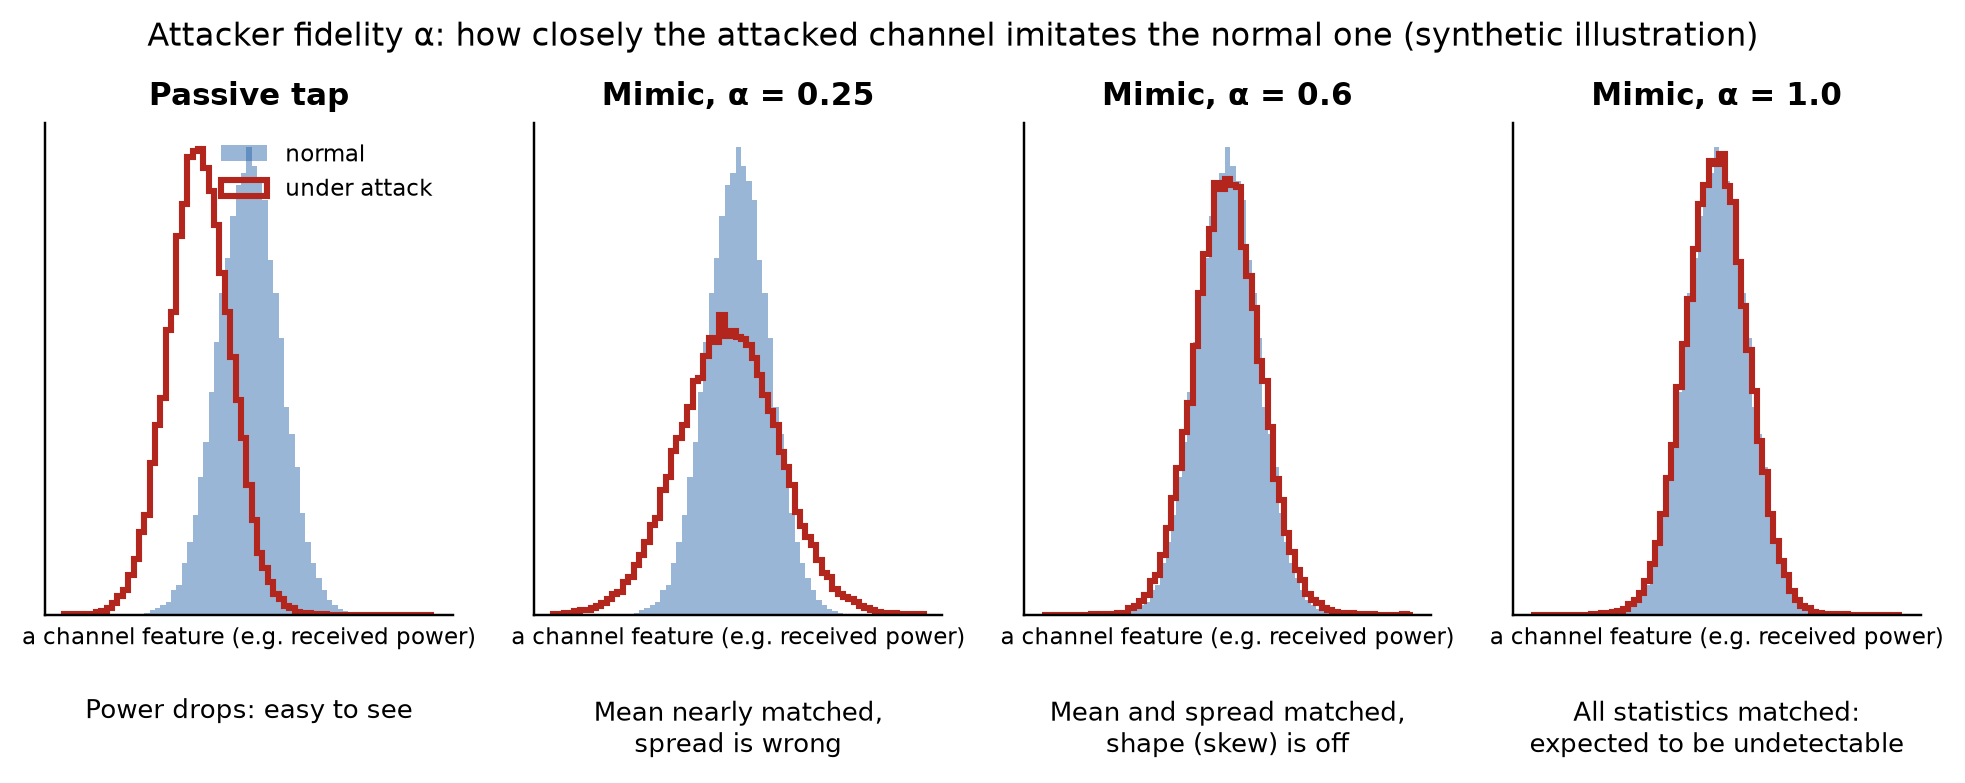 Attacker fidelity α: how closely the attacked channel imitates the normal one (synthetic illustration)
Passive tap
normal
under attack
a channel feature (e.g. received power)
Power drops: easy to see
Mimic, α = 0.25
a channel feature (e.g. received power)
Mean nearly matched,
spread is wrong
Mimic, α = 0.6
a channel feature (e.g. received power)
Mean and spread matched,
shape (skew) is off
Mimic, α = 1.0
a channel feature (e.g. received power)
All statistics matched:
expected to be undetectable